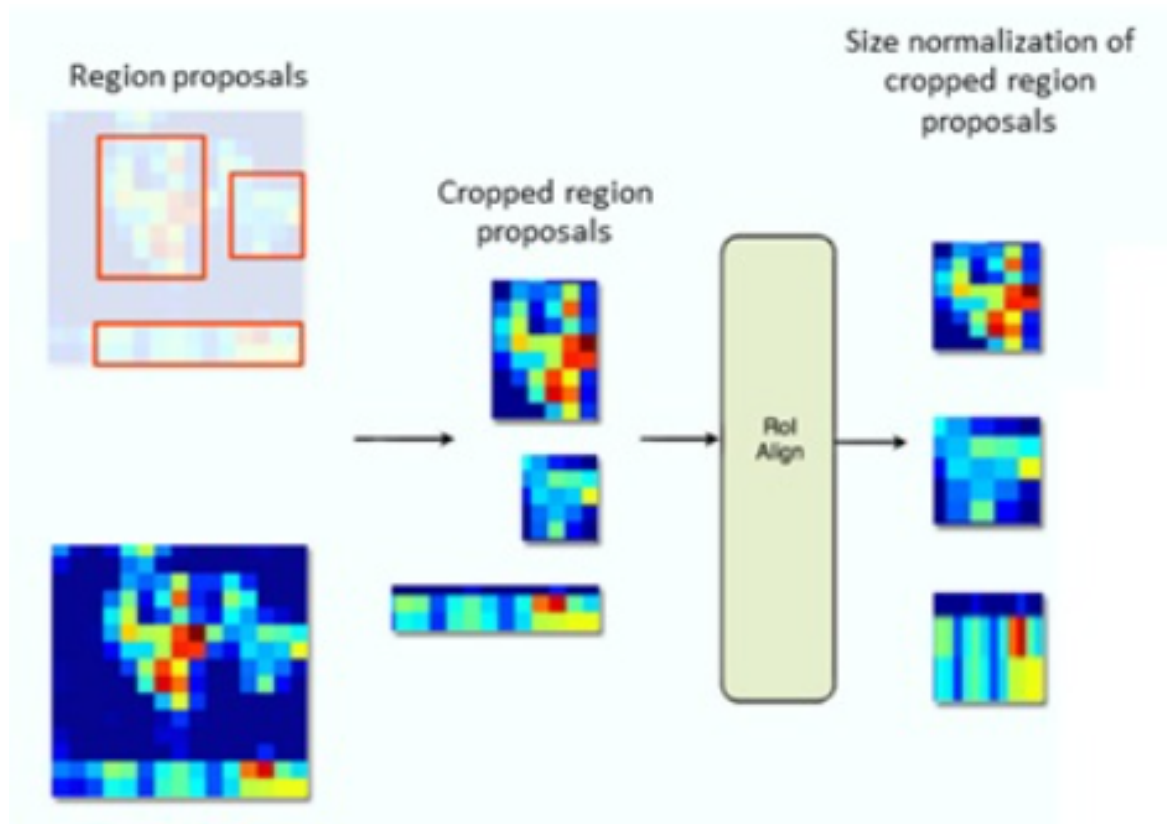 Region proposals
Cropped region
proposals
RoI
Align
Size normalization of
cropped region
proposals